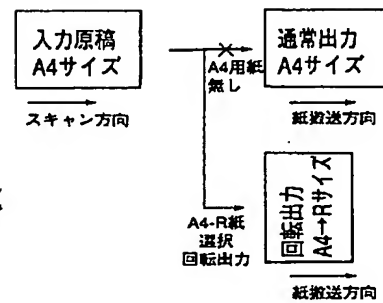 入力原稿
A4サイズ
スキャン方向
A4用紙
無し
通常出力
A4サイズ
紙搬送方向
A4-R紙
選択
回転出力
回転出力
A4→Rサイズ
紙搬送方向